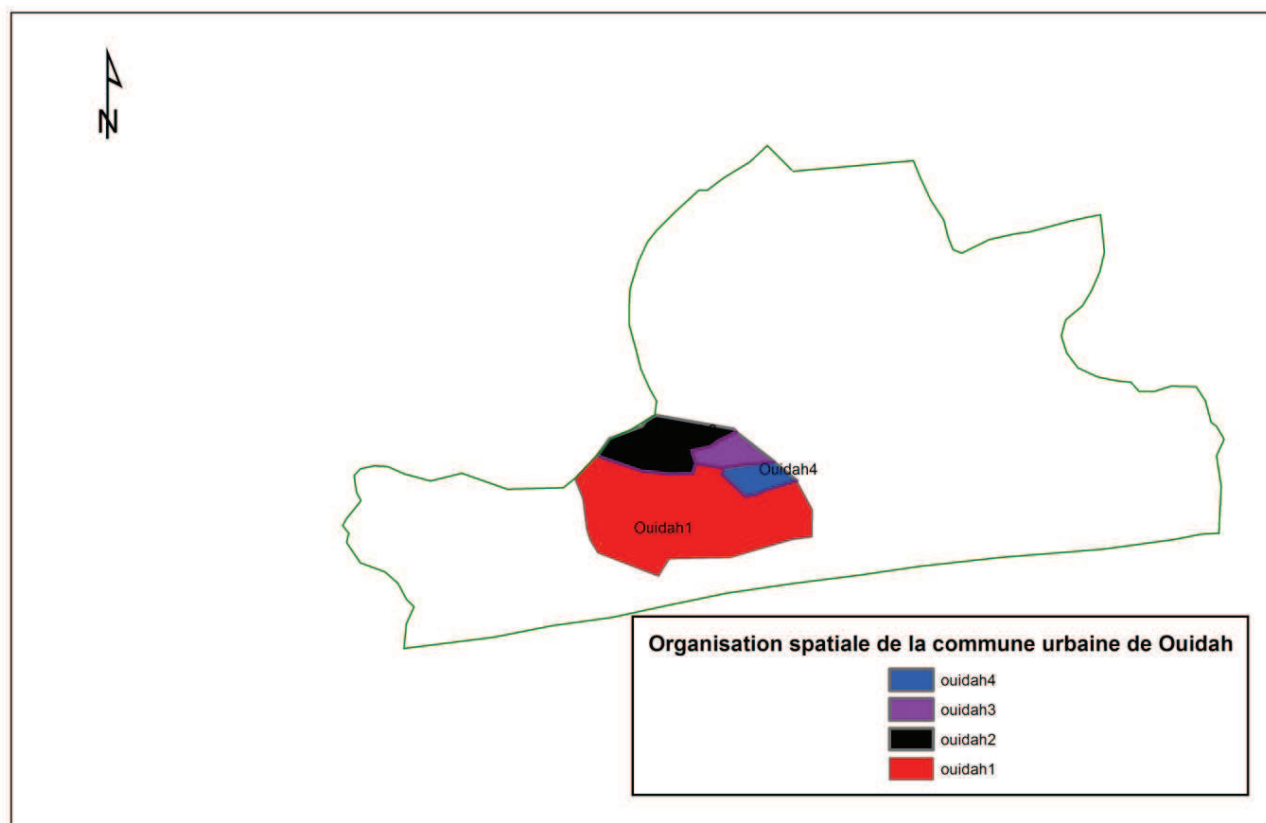 N
Ouidah4
Ouidah1
Organisation spatiale de la commune urbaine de Ouidah
ouidah4
ouidah3
ouidah2
ouidah1